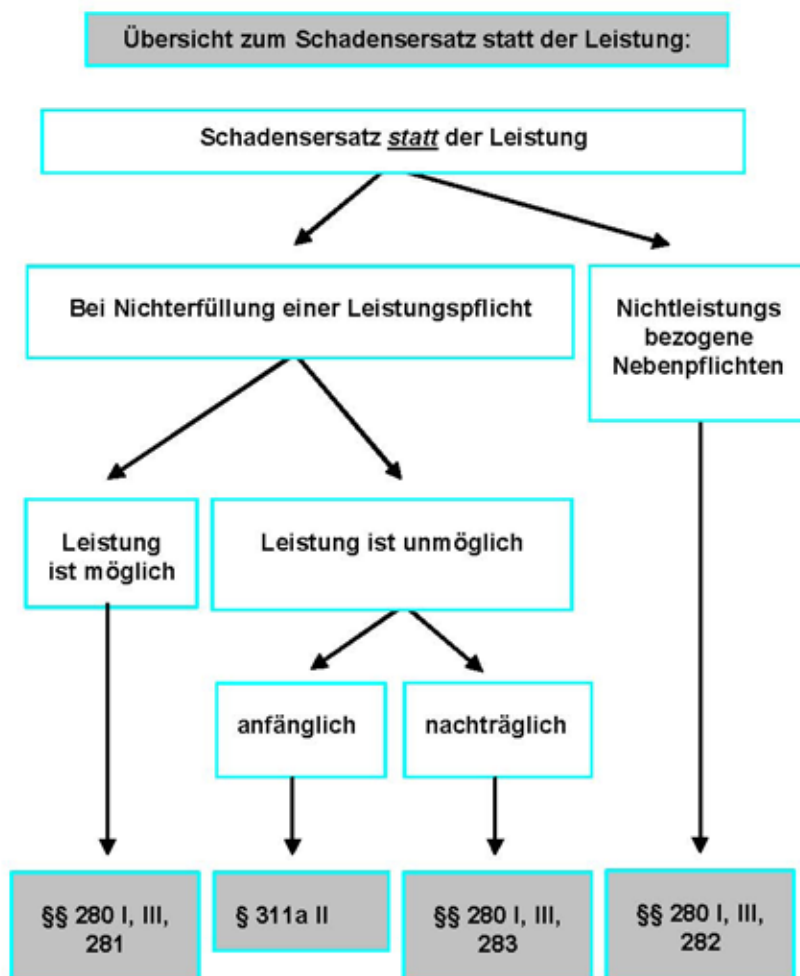 Übersicht zum Schadensersatz statt der Leistung:
Schadensersatz statt der Leistung
Bei Nichterfüllung einer Leistungspflicht
Nichtleistungs
bezogene
Nebenpflichten
Leistung
ist möglich
Leistung ist unmöglich
anfänglich
nachträglich
§§ 280 I, III,
281
§ 311a II
§§ 280 I, III,
283
§§ 280 I, III,
282